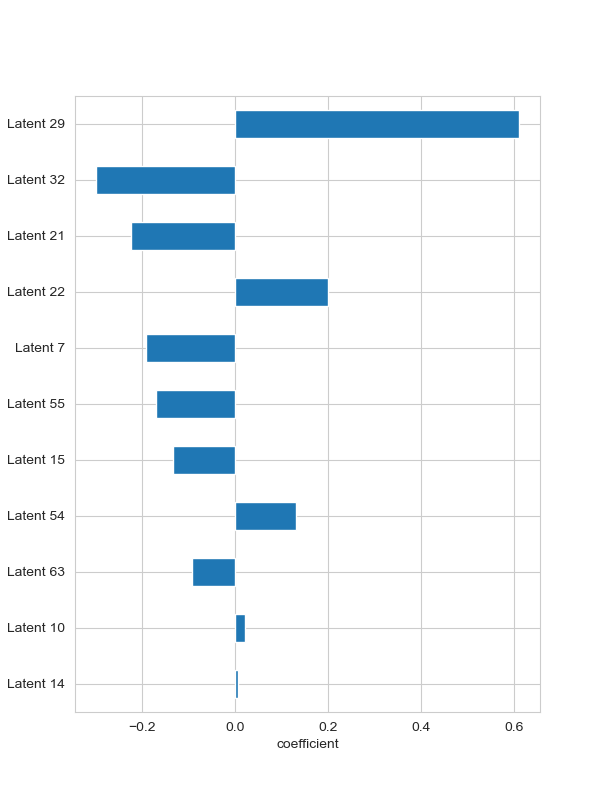 Latent 29
Latent 32
Latent 21
Latent 22
Latent 7
Latent 55
Latent 15
Latent 54
Latent 63
Latent 10
Latent 14
−0.2 0.0 0.2 0.4 0.6
coefficient